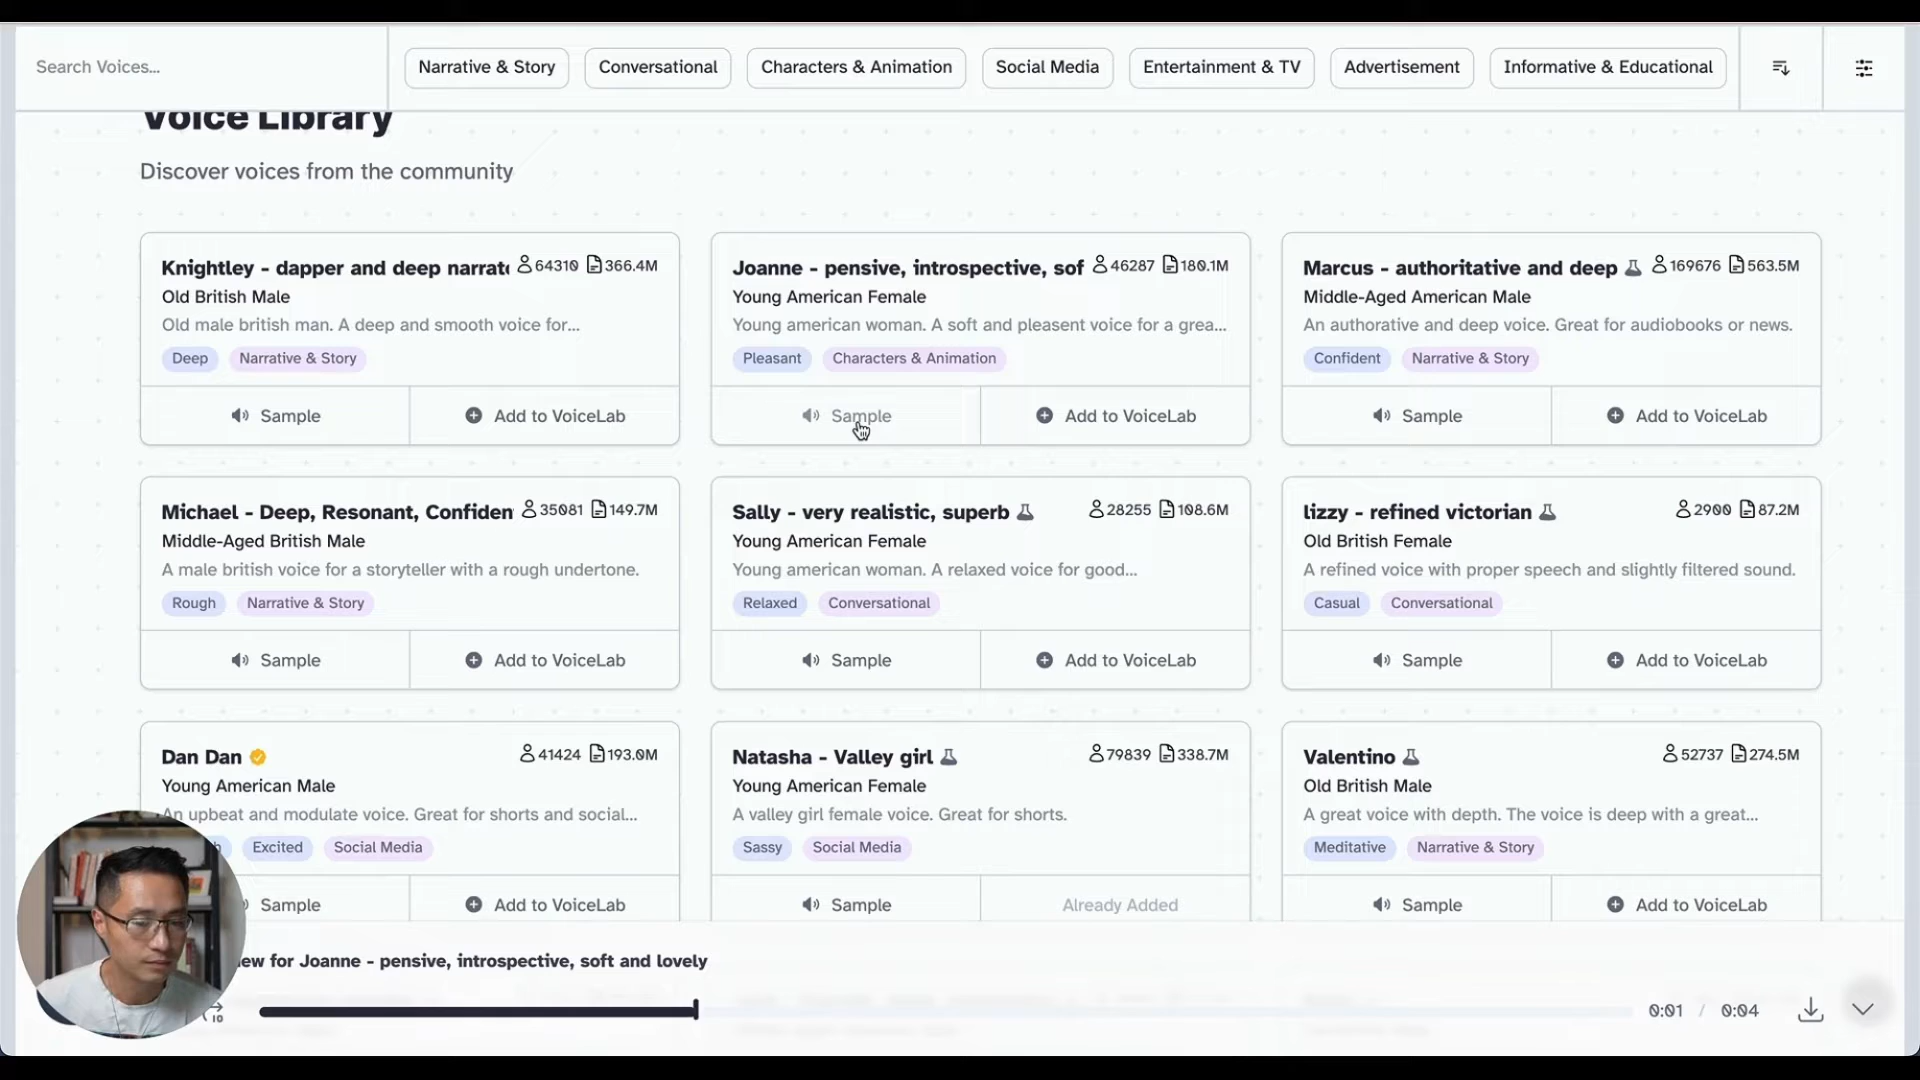 Search Voices...
Narrative & Story
Conversational
Characters & Animation
Social Media
Entertainment & TV
Advertisement
Informative & Educational
Voice Library
Discover voices from the community
Knightley - dapper and deep narrat
64310 366.4M
Old British Male
Old male british man. A deep and smooth voice for...
Deep Narrative & Story
Sample Add to VoiceLab
Joanne - pensive, introspective, sof
46287 180.1M
Young American Female
Young american woman. A soft and pleasent voice for a grea...
Pleasant Characters & Animation
Sample Add to VoiceLab
Marcus - authoritative and deep
169676 563.5M
Middle-Aged American Male
An authorative and deep voice. Great for audiobooks or news.
Confident Narrative & Story
Sample Add to VoiceLab
Michael - Deep, Resonant, Confiden
35081 149.7M
Middle-Aged British Male
A male british voice for a storyteller with a rough undertone.
Rough Narrative & Story
Sample Add to VoiceLab
Sally - very realistic, superb
28255 108.6M
Young American Female
Young american woman. A relaxed voice for good...
Relaxed Conversational
Sample Add to VoiceLab
lizzy - refined victorian
2900 87.2M
Old British Female
A refined voice with proper speech and slightly filtered sound.
Casual Conversational
Sample Add to VoiceLab
Dan Dan
41424 193.0M
Young American Male
An upbeat and modulate voice. Great for shorts and social...
Excited Social Media
Sample Add to VoiceLab
Natasha - Valley girl
79839 338.7M
Young American Female
A valley girl female voice. Great for shorts.
Sassy Social Media
Sample Already Added
Valentino
52737 274.5M
Old British Male
A great voice with depth. The voice is deep with a great...
Meditative Narrative & Story
Sample Add to VoiceLab
ew for Joanne - pensive, introspective, soft and lovely
10
0:01 / 0:04